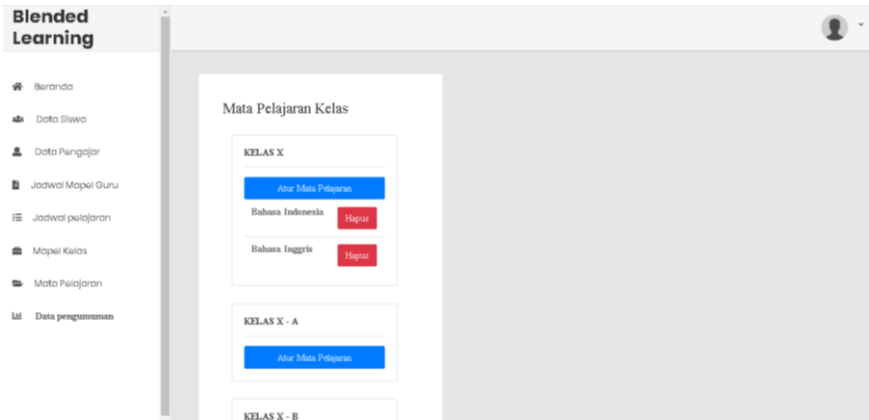 Blended
Learning
Beranda
Data Siswa
Data Pengajar
Jadwal Mapel Guru
Jadwal pelajaran
Mapel Kelas
Mata Pelajaran
Data pengumuman
Mata Pelajaran Kelas
KELAS X
Atur Mata Pelajaran
Bahasa Indonesia
Hapus
Bahasa Inggris
Hapus
KELAS X - A
Atur Mata Pelajaran
KELAS X - B